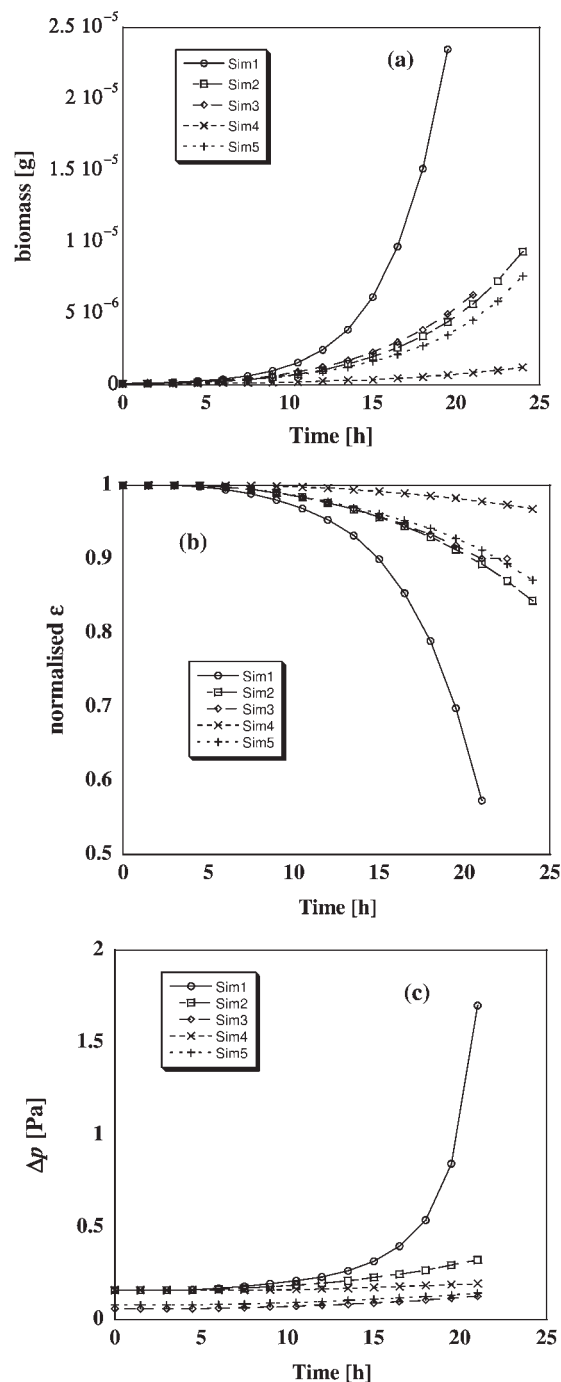 2.5 10⁻⁵
(a)
Sim1
Sim2
Sim3
Sim4
Sim5
2 10⁻⁵
1.5 10⁻⁵
1 10⁻⁵
5 10⁻⁶
0
biomass [g]
0 5 10 15 20 25
Time [h]
1
(b)
0.9
0.8
0.7
0.6
0.5
normalised ε
Sim1
Sim2
Sim3
Sim4
Sim5
0 5 10 15 20 25
Time [h]
2
(c)
Sim1
Sim2
Sim3
Sim4
Sim5
1.5
1
0.5
0
Δp [Pa]
0 5 10 15 20 25
Time [h]